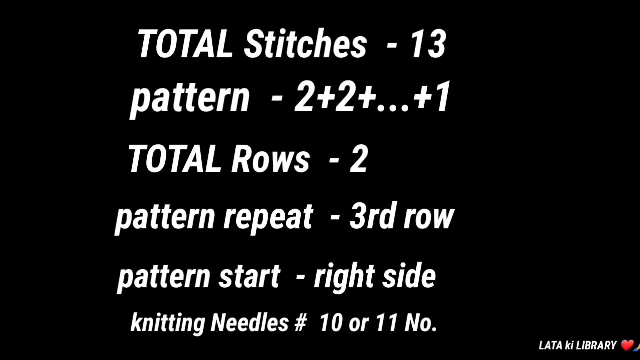 TOTAL Stitches - 13
pattern - 2+2+...+1
TOTAL Rows - 2
pattern repeat - 3rd row
pattern start - right side
knitting Needles # 10 or 11 No.
LATA ki LIBRARY ❤️